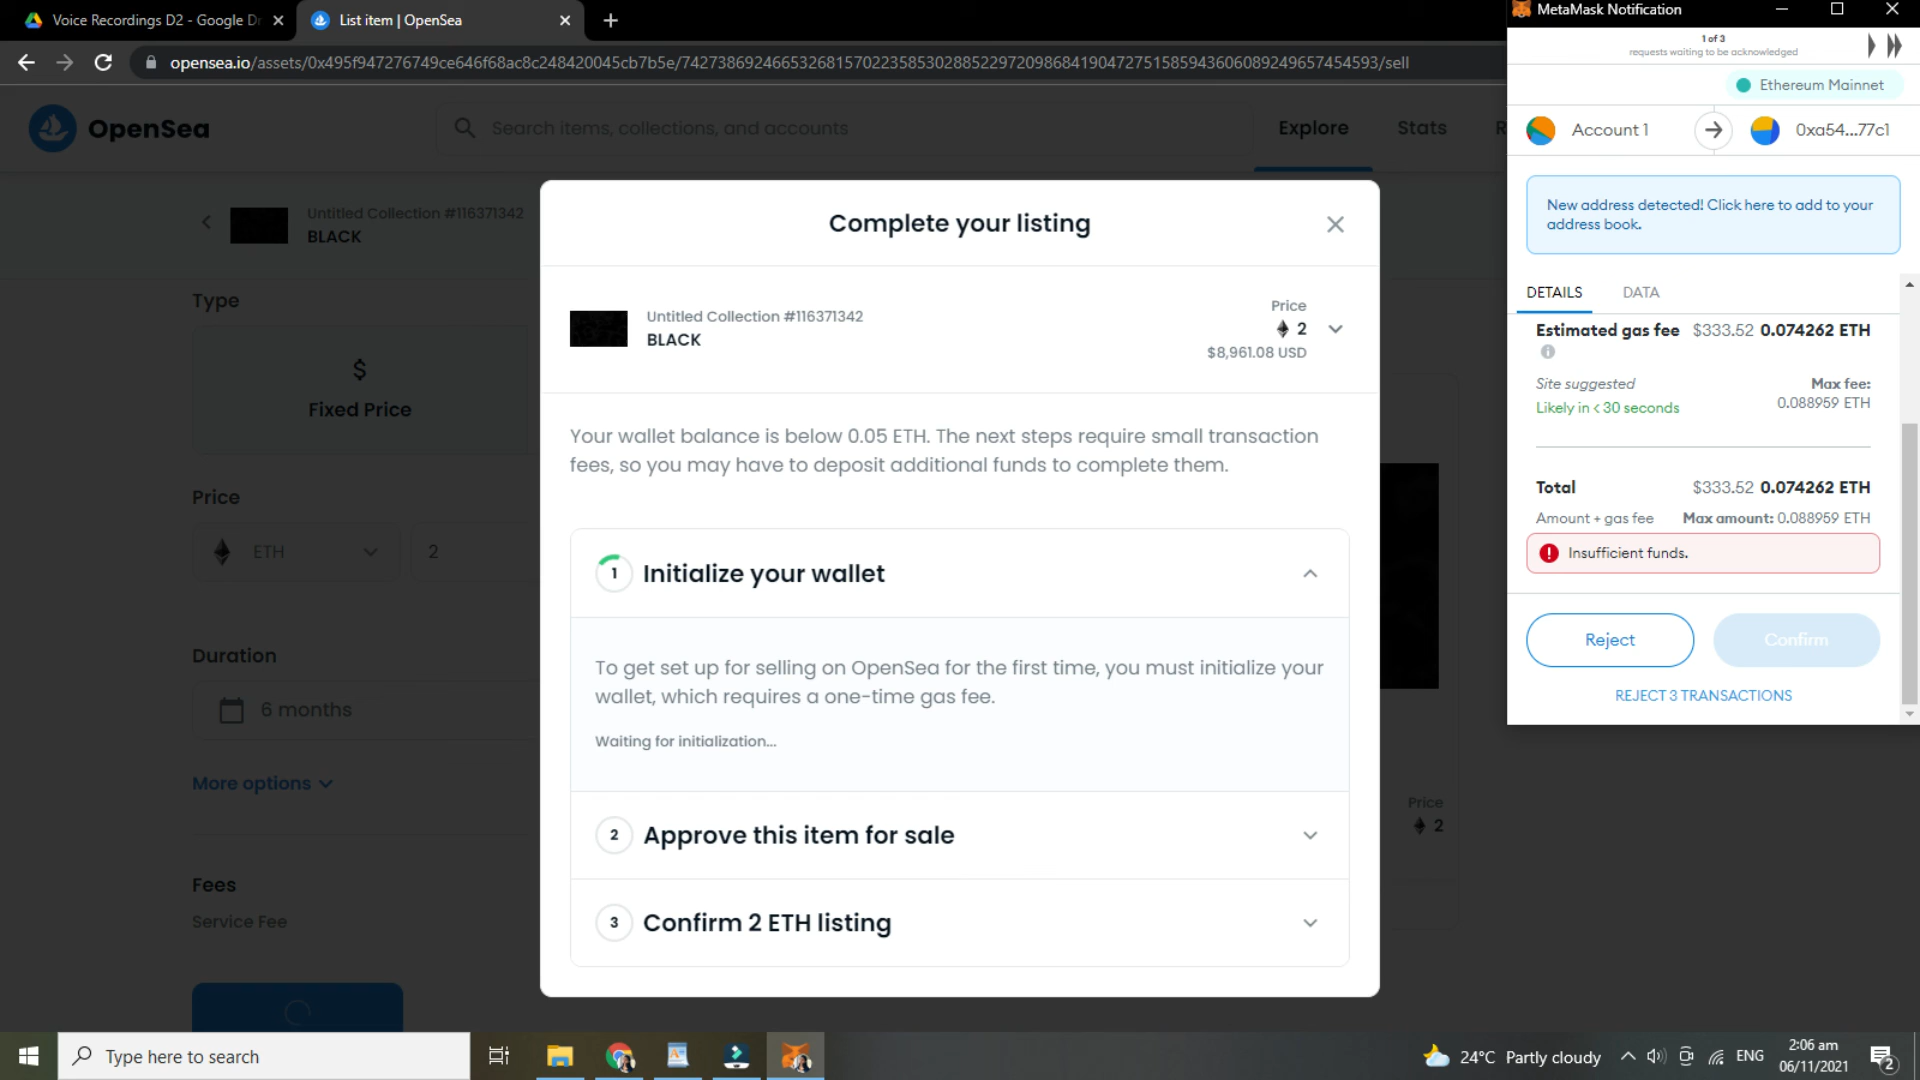 Voice Recordings D2 - Google Dr
List item | OpenSea
opensea.io/assets/0x495f947276749ce646f68ac8c248420045cb7b5e/74273869246653268157022358530288522972098684190472751585943606089249657454593/sell
OpenSea
Search items, collections, and accounts
Explore
Stats
R
Untitled Collection #116371342
BLACK
Type
$
Fixed Price
Price
ETH
2
Duration
6 months
More options
Fees
Service Fee
Price
2
Complete your listing
Untitled Collection #116371342
BLACK
Price
2
$8,961.08 USD
Your wallet balance is below 0.05 ETH. The next steps require small transaction
fees, so you may have to deposit additional funds to complete them.
1 Initialize your wallet
To get set up for selling on OpenSea for the first time, you must initialize your
wallet, which requires a one-time gas fee.
Waiting for initialization...
2 Approve this item for sale
3 Confirm 2 ETH listing
MetaMask Notification
1 of 3
requests waiting to be acknowledged
Ethereum Mainnet
Account 1
0xa54...77c1
New address detected! Click here to add to your
address book.
DETAILS
DATA
Estimated gas fee $333.52 0.074262 ETH
Site suggested
Max fee:
Likely in < 30 seconds
0.088959 ETH
Total $333.52 0.074262 ETH
Amount + gas fee Max amount: 0.088959 ETH
Insufficient funds.
Reject
Confirm
REJECT 3 TRANSACTIONS
Type here to search
24°C Partly cloudy
ENG
2:06 am
06/11/2021
2